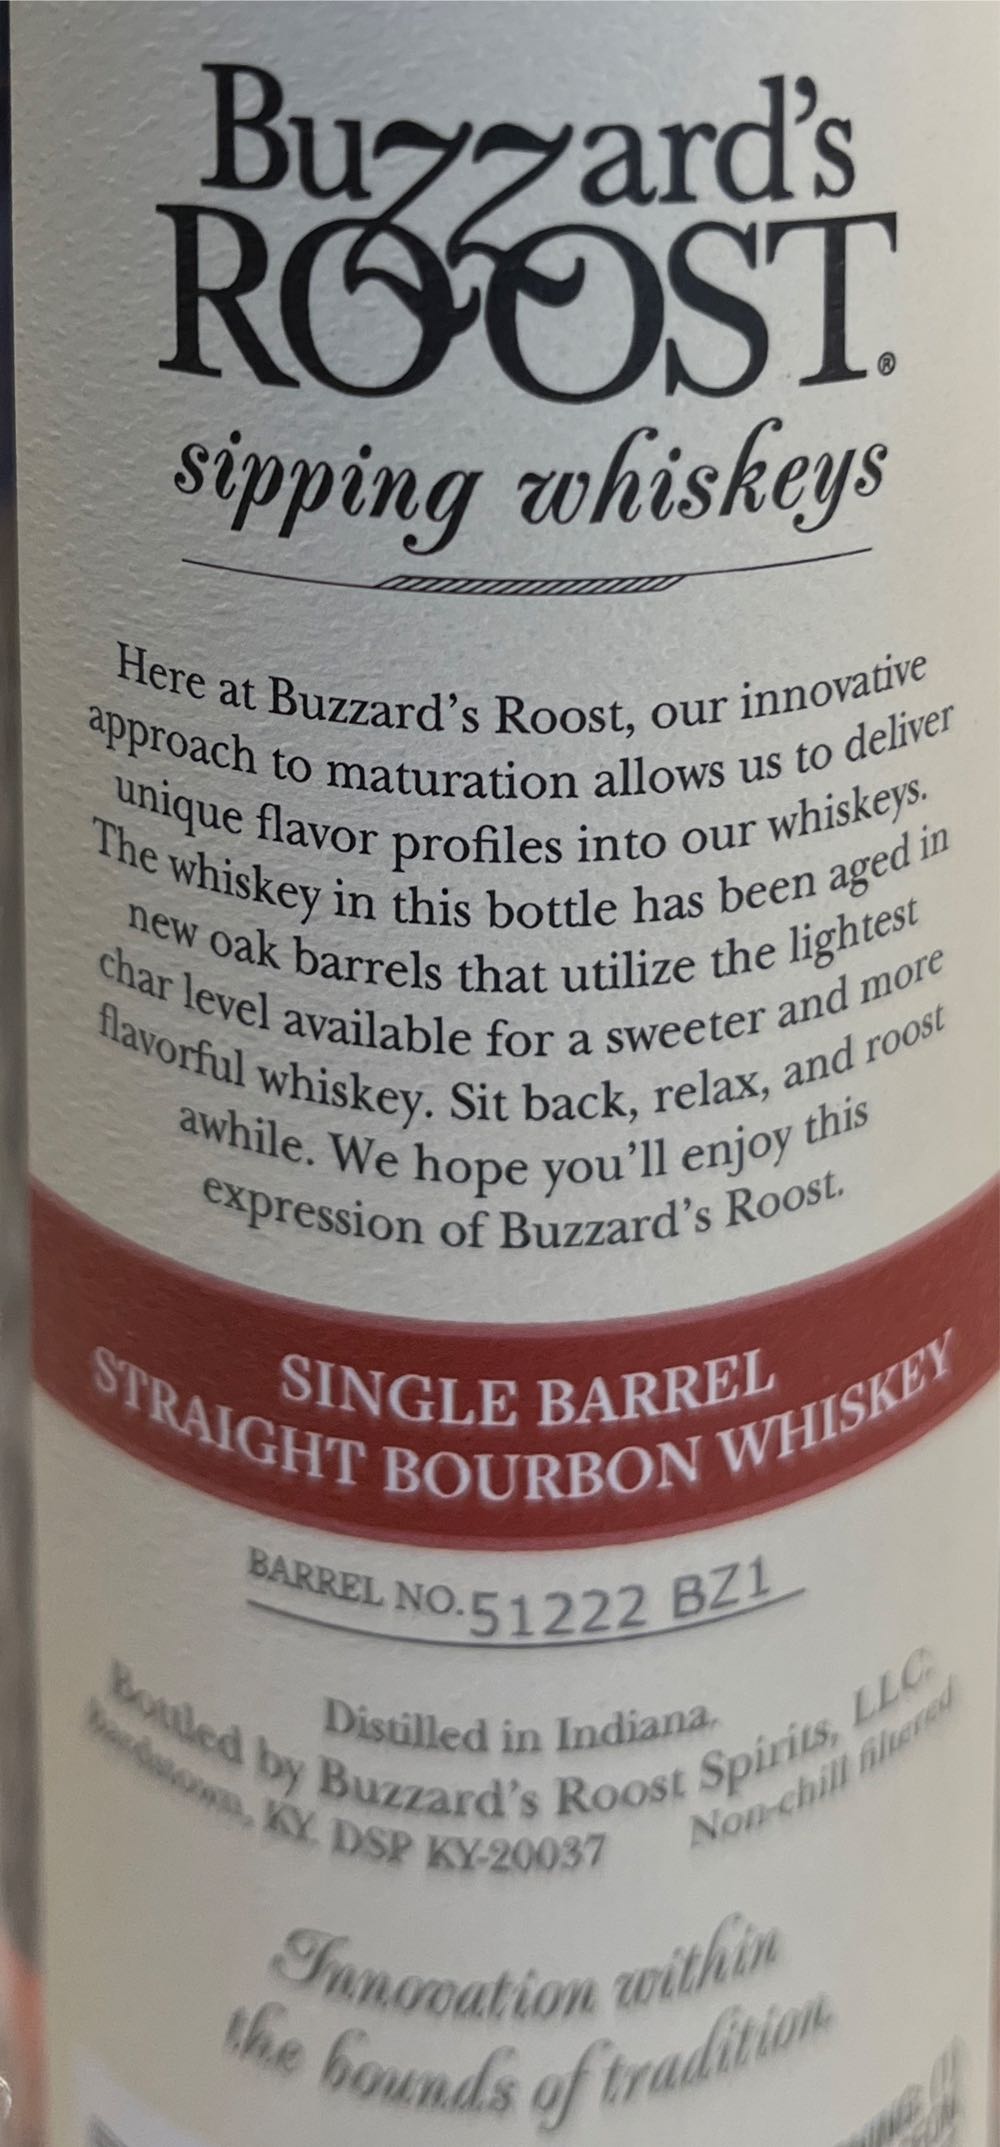 Buzzard's
ROOST®
sipping whiskeys
Here at Buzzard's Roost, our innovative
approach to maturation allows us to deliver
unique flavor profiles into our whiskeys.
The whiskey in this bottle has been aged in
new oak barrels that utilize the lightest
char level available for a sweeter and more
flavorful whiskey. Sit back, relax, and roost
awhile. We hope you'll enjoy this
expression of Buzzard's Roost.
SINGLE BARREL
STRAIGHT BOURBON WHISKEY
BARREL NO. 51222 BZ1
Distilled in Indiana.
Bottled by Buzzard's Roost Spirits, LLC.
Bardstown, KY. DSP KY-20037 Non-chill filtered
Innovation within
the bounds of tradition.